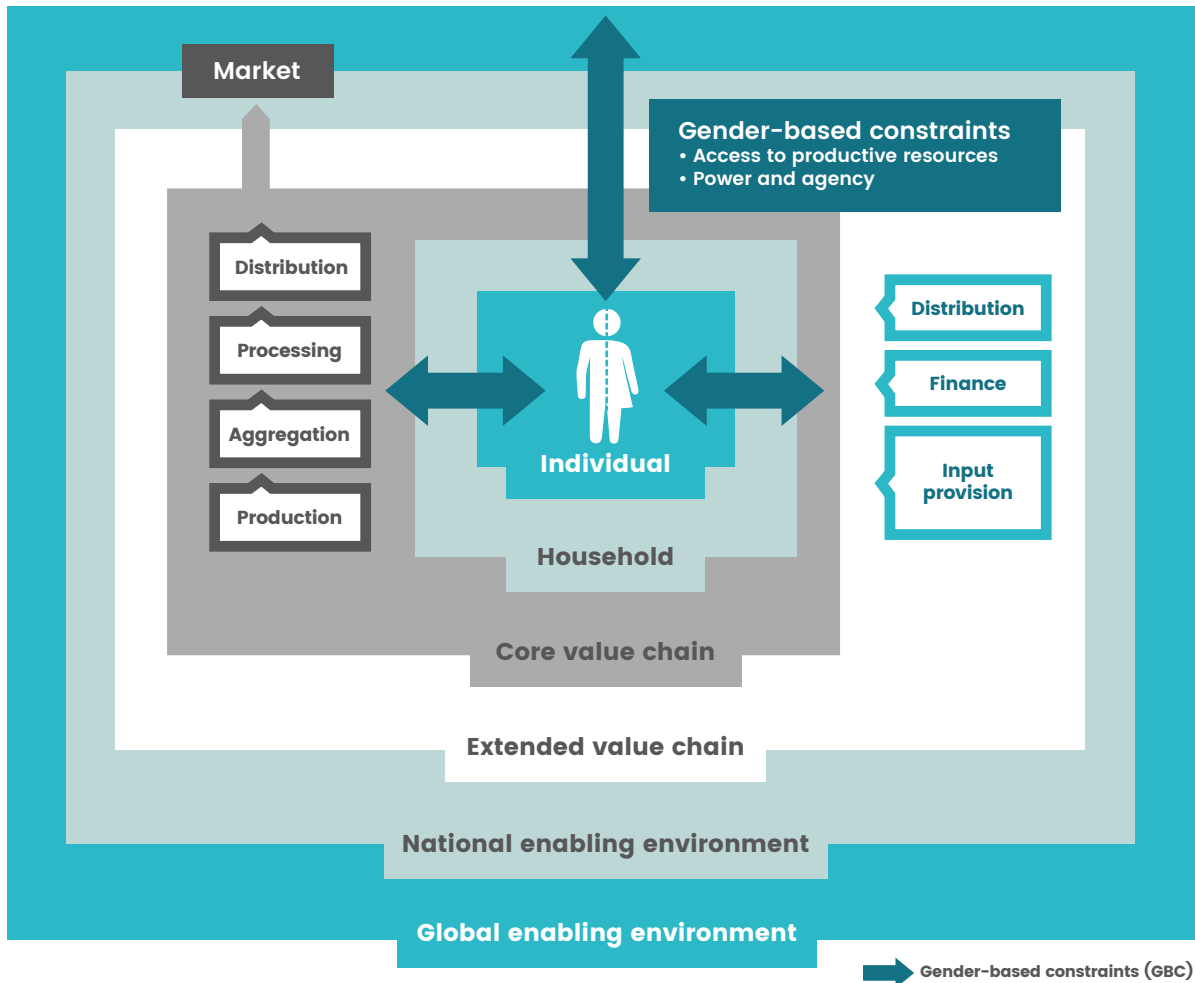 Market
Gender-based constraints
• Access to productive resources
• Power and agency
Distribution
Processing
Aggregation
Production
Individual
Distribution
Finance
Input
provision
Household
Core value chain
Extended value chain
National enabling environment
Global enabling environment
Gender-based constraints (GBC)